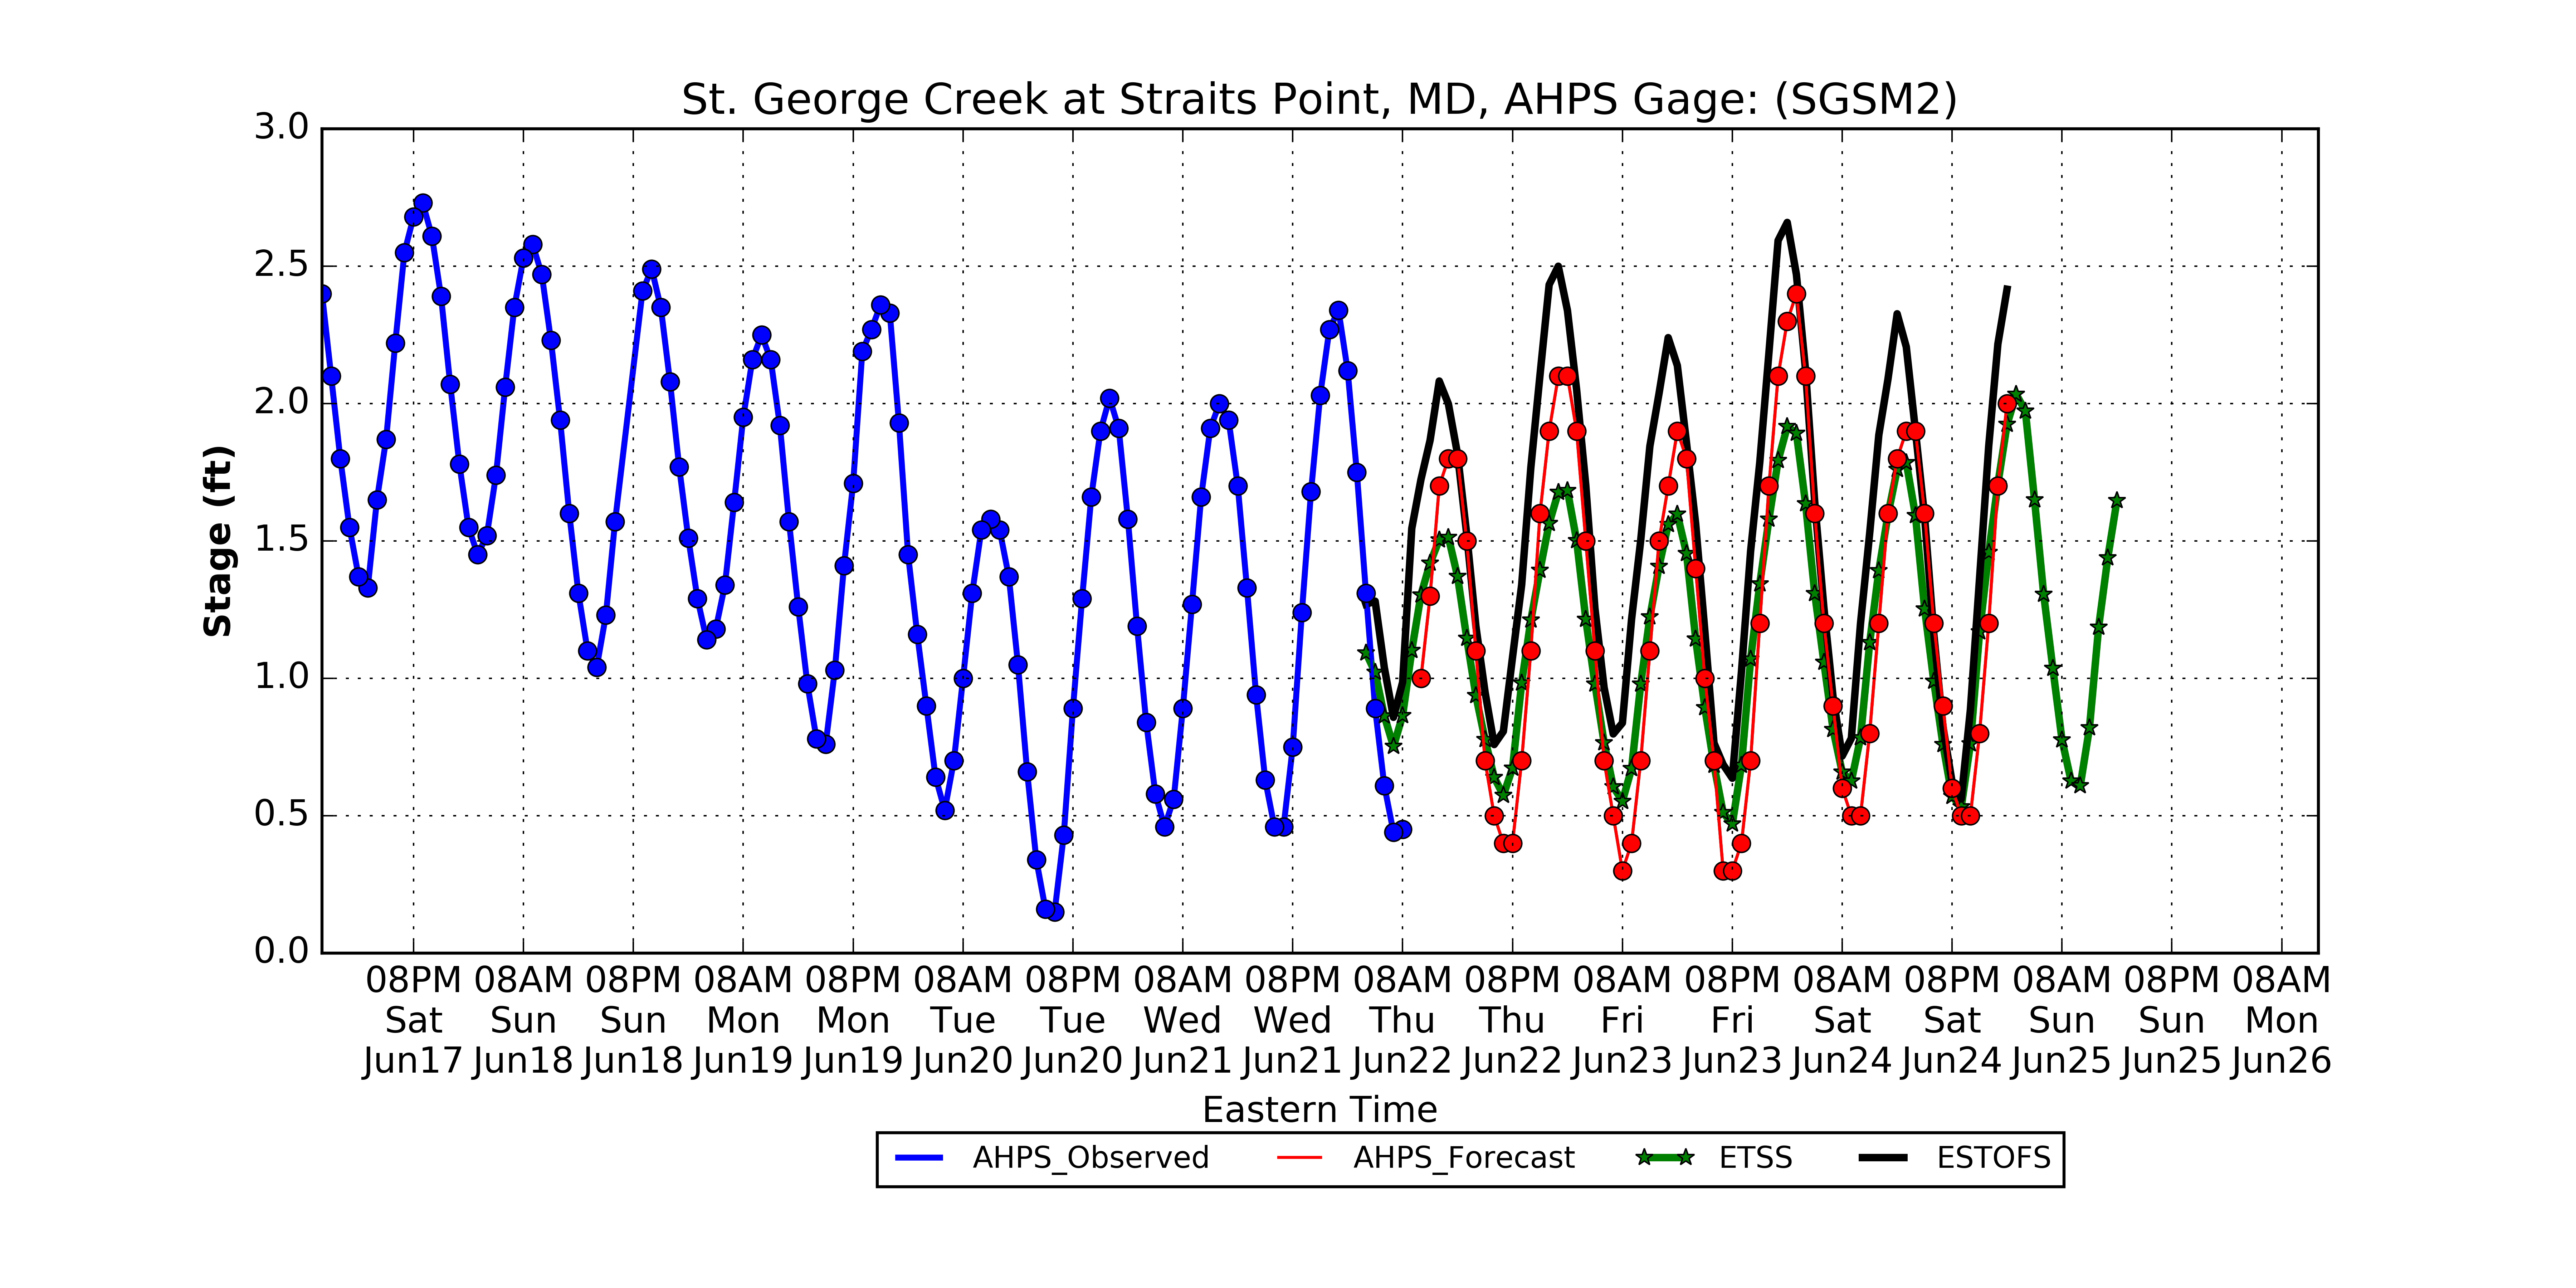 St. George Creek at Straits Point, MD, AHPS Gage: (SGSM2)
3.0
2.5
2.0
1.5
1.0
0.5
0.0
Stage (ft)
08PM 08AM 08PM 08AM 08PM 08AM 08PM 08AM 08PM 08AM 08PM 08AM 08PM 08AM 08PM 08AM 08PM 08AM
Sat Sun Sun Mon Mon Tue Tue Wed Wed Thu Thu Fri Fri Sat Sat Sun Sun Mon
Jun17 Jun18 Jun18 Jun19 Jun19 Jun20 Jun20 Jun21 Jun21 Jun22 Jun22 Jun23 Jun23 Jun24 Jun24 Jun25 Jun25 Jun26
Eastern Time
AHPS_Observed AHPS_Forecast ETSS ESTOFS